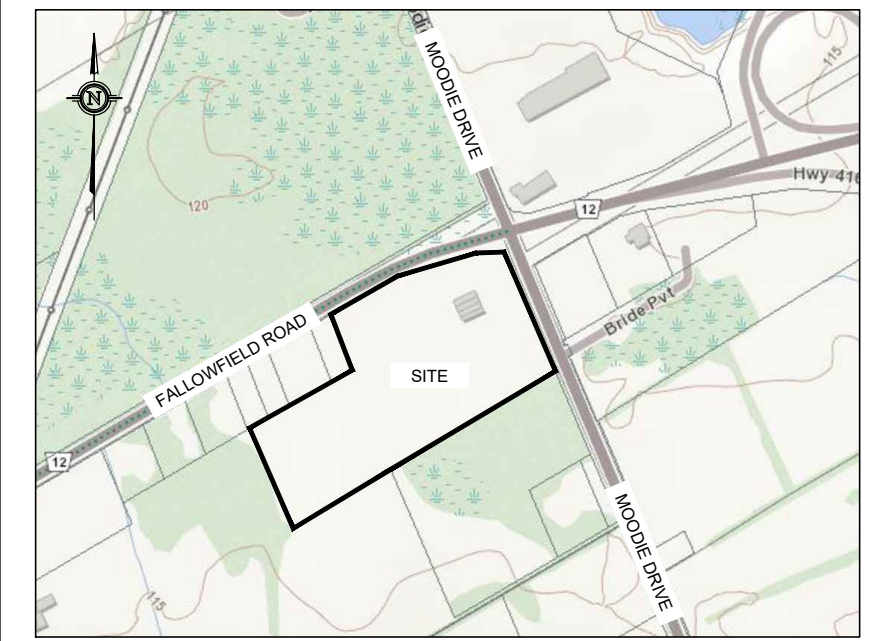 MOODIE DRIVE
N
115
Hwy 416
12
120
Bride Pvt
FALLOWFIELD ROAD
SITE
12
MOODIE DRIVE
115